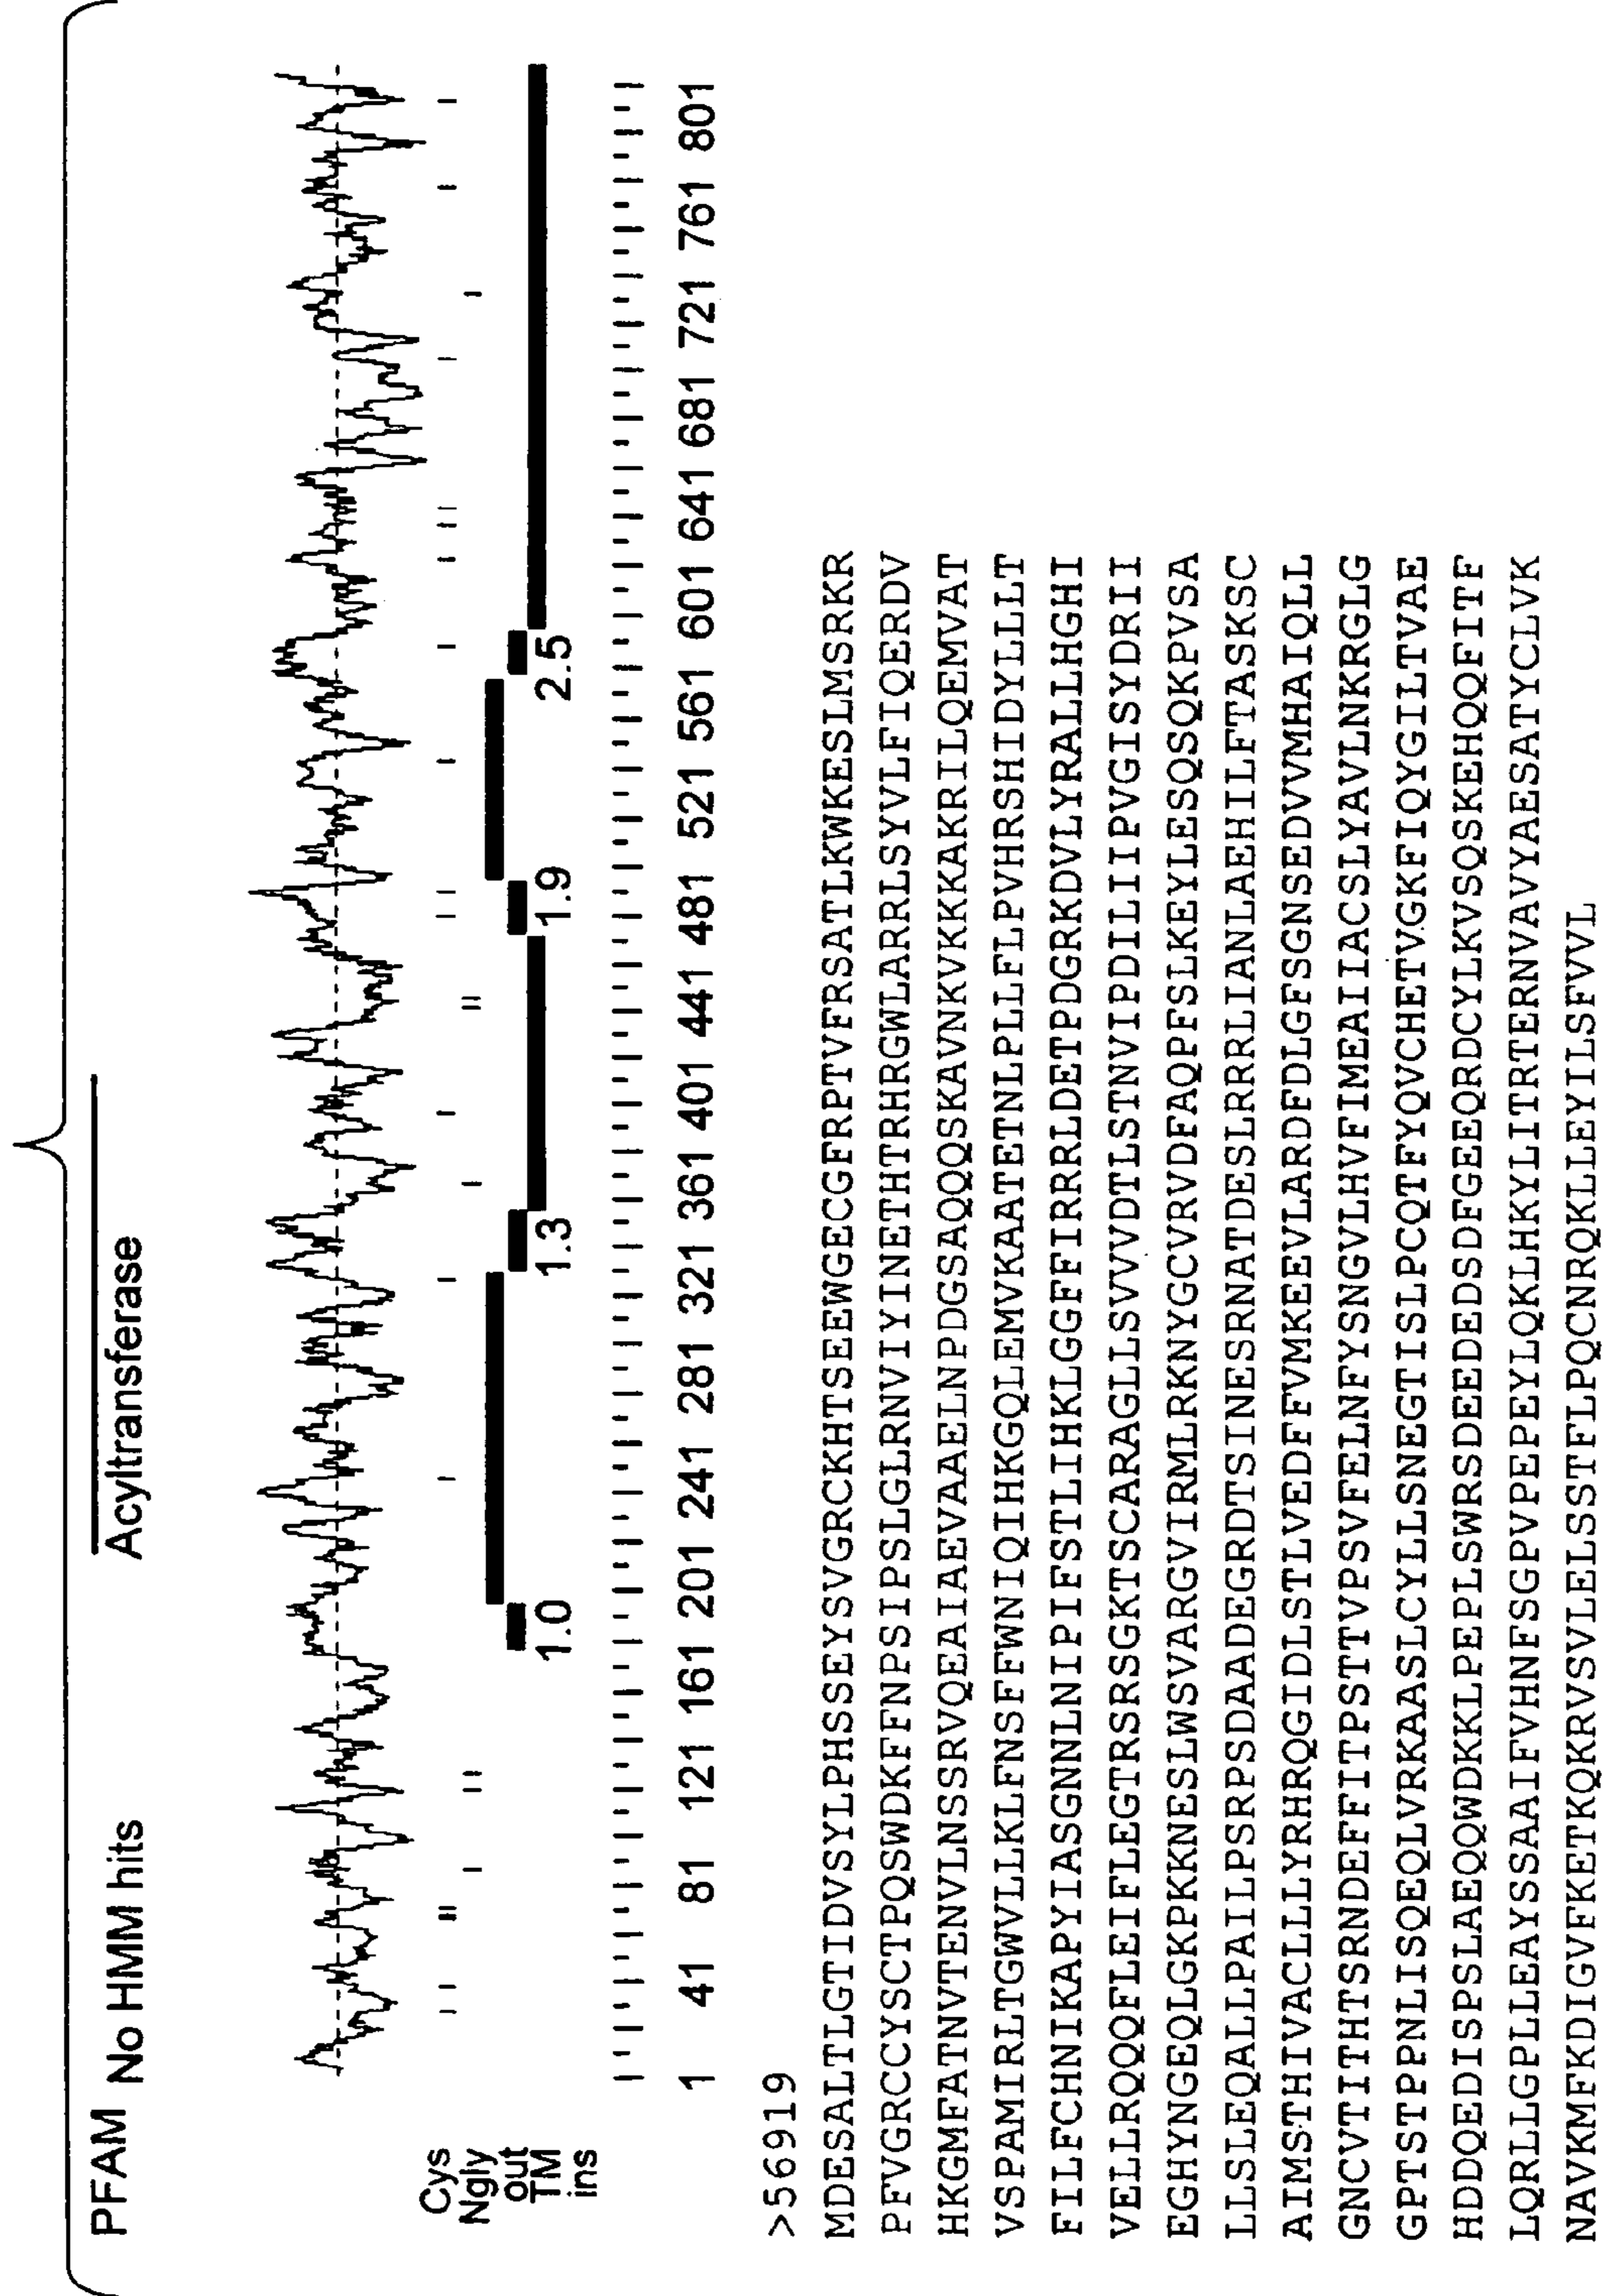 PFAM No HMM hits
Acyltransferase
Cys
Ngly
out
TM
ins
1.0 1.3 1.9 2.5
1 41 81 121 161 201 241 281 321 361 401 441 481 521 561 601 641 681 721 761 801
>56919
MDESALTLGTIDVSYLPHSSEYSVGRCKHTSEEWGECGFRPTVFRSATLKWKESLMSRKR
PFVGRCCYSCTPQSWDKFFNPSIPSLGLRNVIYINETHTRHRGWLARRLSYVLFIQERDV
HKGMFATNVTENVLNSSRVQEAIAEVAAELNPDGSAQQQSKAVNKVKKKAKRILQEMVAT
VSPAMIRLTGWVLLKLFNSFFWNIQIHKGQLEMVKAATETNLPLLFLPVHRSHIDYLLLT
FILFCHNIKAPYIASGNNLNIPIFSTLIHKLGGFFIRRRLDETPDGRKDVLYRALLHGHI
VELLRQQQFLEIFLEGTRSRSGKTSCARAGLLSVVVDTLSTNVIPDILIIPVGISYDRII
EGHYNGEQLGKPKKNESLWSVARGVIRMLRKNYGCVRVDFAQPFSLKEYLESQSQKPVSA
LLSLEQALLPAILPSRPSDAADEGRDTSINESRNATDESLRRRLIANLAEHILFTASKSC
AIMSTHIVACLLLYRHRQGIDLSTLVEDFFVMKEEVLARDFDLGFSGNSEDVVMHAIQLL
GNCVTITHTSRNDEFFITPSTTVPSVFELNFYSNGVLHVFIMEAIIACSLYAVLNKRGLG
GPTSTPPNLISQEQLVRKAASLCYLLSNEGTISLPCQTFYQVCHETVGKFIQYGILTVAE
HDDQEDISPSLAEQQWDKKLPEPLSWRSDEEDEDSDFGEEQRDCYLKVSQSKEHQQFITF
LQRLLGPLLEAYSSAAIFVHNFSGPVPEPEYLQKLHKYLITRTERNVAVYAESATYCLVK
NAVKMFKDIGVFKETKQKRVSVLELSSTFLPQCNRQKLLEYILSFVVL